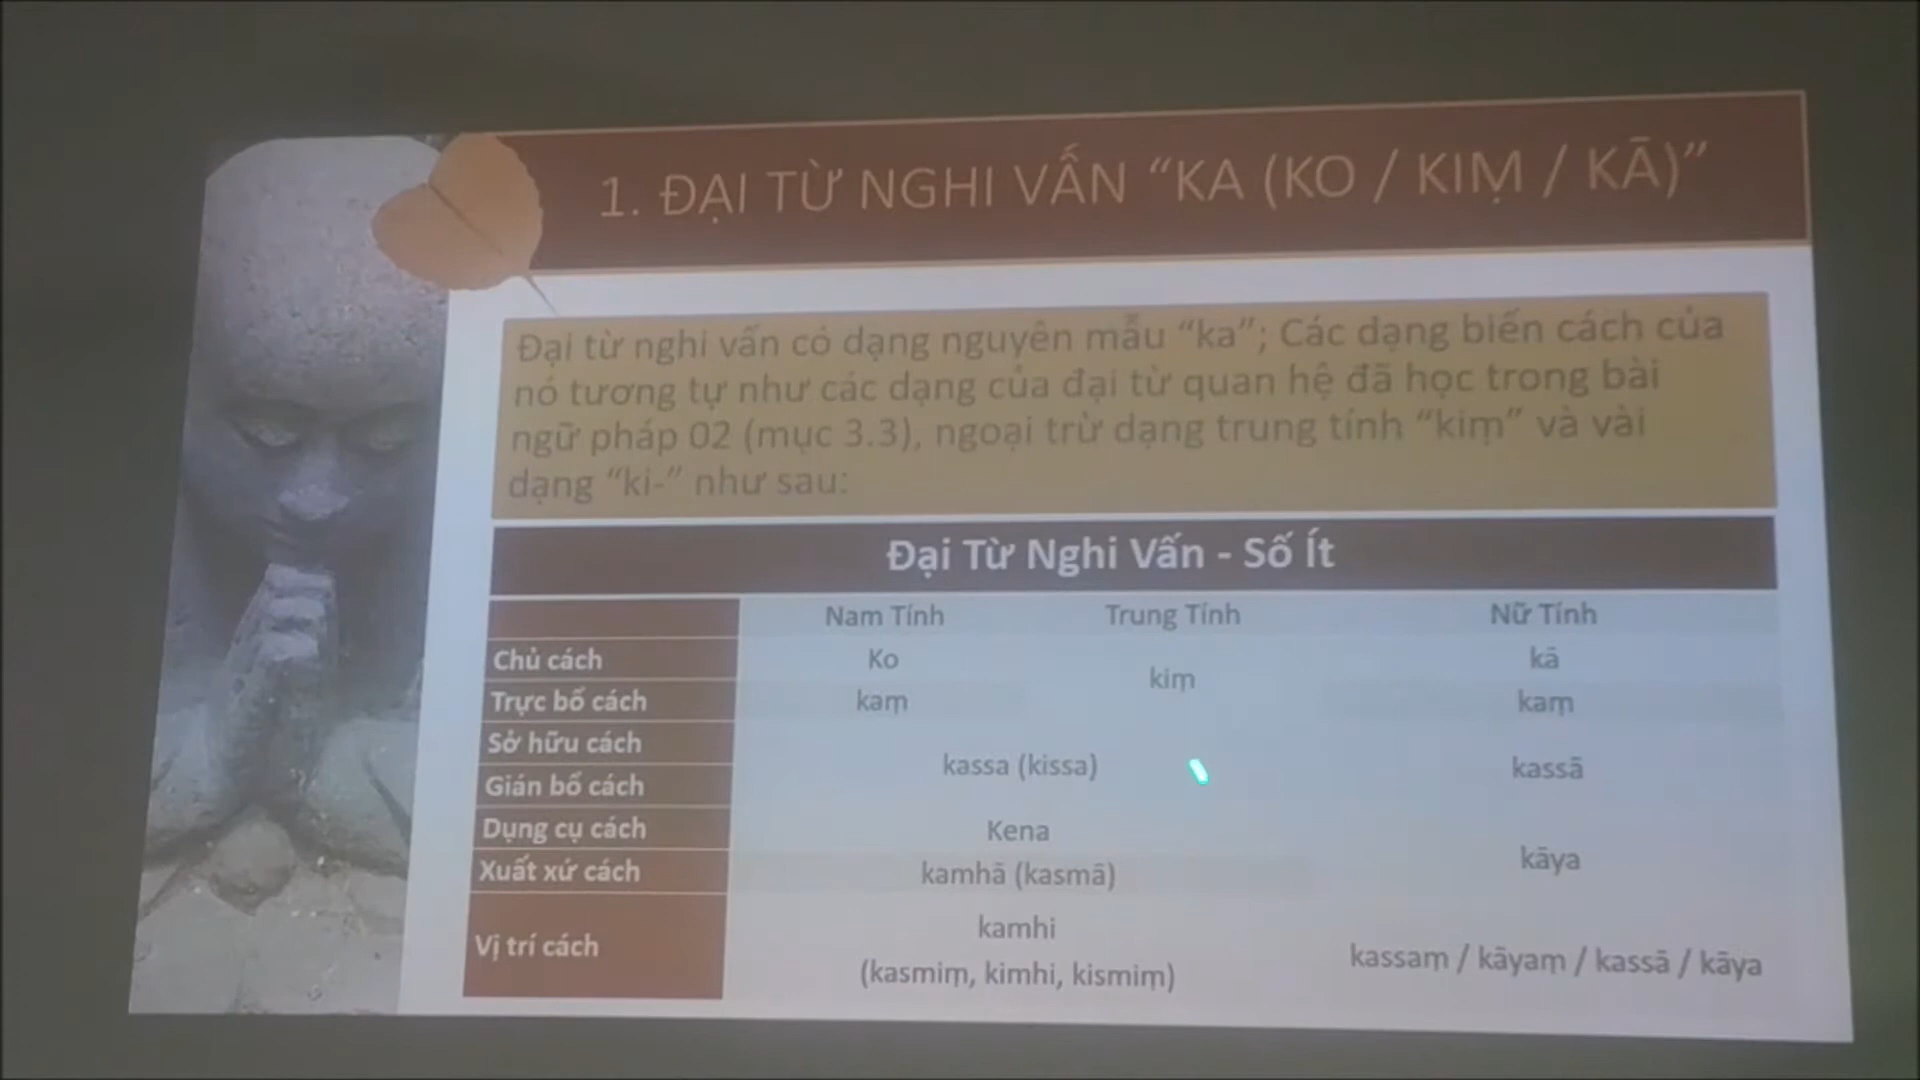 1. ĐẠI TỪ NGHI VẤN “KA (KO / KIṂ / KĀ)”
Đại từ nghi vấn có dạng nguyên mẫu “ka”; Các dạng biến cách của
nó tương tự như các dạng của đại từ quan hệ đã học trong bài
ngữ pháp 02 (mục 3.3), ngoại trừ dạng trung tính “kiṃ” và vài
dạng “ki-” như sau:
Đại Từ Nghi Vấn - Số Ít
Nam Tính Trung Tính Nữ Tính
Chủ cách Ko kiṃ kā
Trực bổ cách kaṃ kaṃ
Sở hữu cách
kassa (kissa) kassā
Gián bổ cách
Dụng cụ cách Kena
kāya
Xuất xứ cách kamhā (kasmā)
Vị trí cách kamhi
(kasmiṃ, kimhi, kismiṃ) kassaṃ / kāyaṃ / kassā / kāya